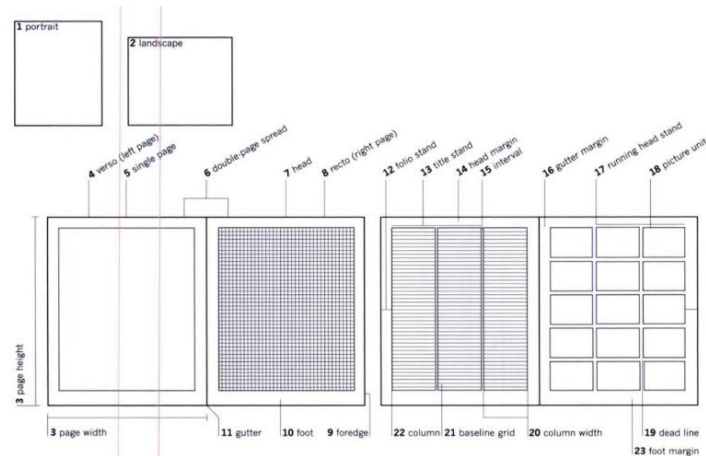 1 portrait
2 landscape
4 verso (left page)
5 single page
6 double-page spread
7 head
8 recto (right page)
12 folio stand
13 title stand
14 head margin
15 interval
16 gutter margin
17 running head stand
18 picture unit
3 page height
3 page width
11 gutter
10 foot
9 foredge
22 column
21 baseline grid
20 column width
19 dead line
23 foot margin